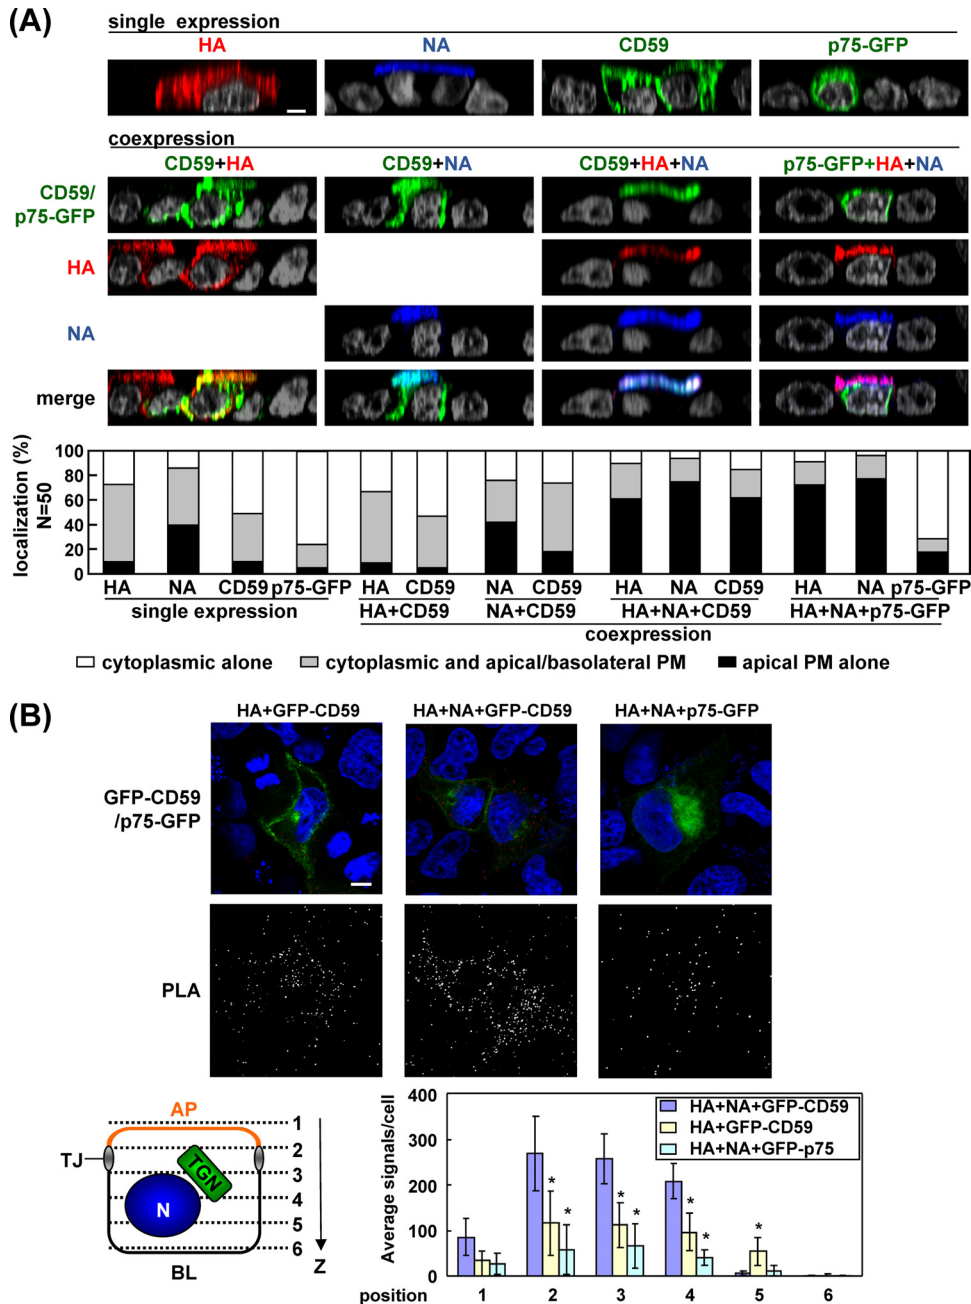 (A)
single expression
HA NA CD59 p75-GFP
coexpression
CD59+HA CD59+NA CD59+HA+NA p75-GFP+HA+NA
CD59/
p75-GFP
HA
NA
merge
localization (%)
N=50
100
80
60
40
20
0
HA NA CD59 p75-GFP HA CD59 NA CD59 HA NA CD59 HA NA p75-GFP
single expression HA+CD59 NA+CD59 HA+NA+CD59 HA+NA+p75-GFP
coexpression
cytoplasmic alone cytoplasmic and apical/basolateral PM apical PM alone
(B)
HA+GFP-CD59 HA+NA+GFP-CD59 HA+NA+p75-GFP
GFP-CD59
/p75-GFP
PLA
AP
TJ
TGN
N
BL
1
2
3
4
5
6
Z
Average signals/cell
400
300
200
100
0
HA+NA+GFP-CD59
HA+GFP-CD59
HA+NA+GFP-p75
* * * * * * *
position 1 2 3 4 5 6